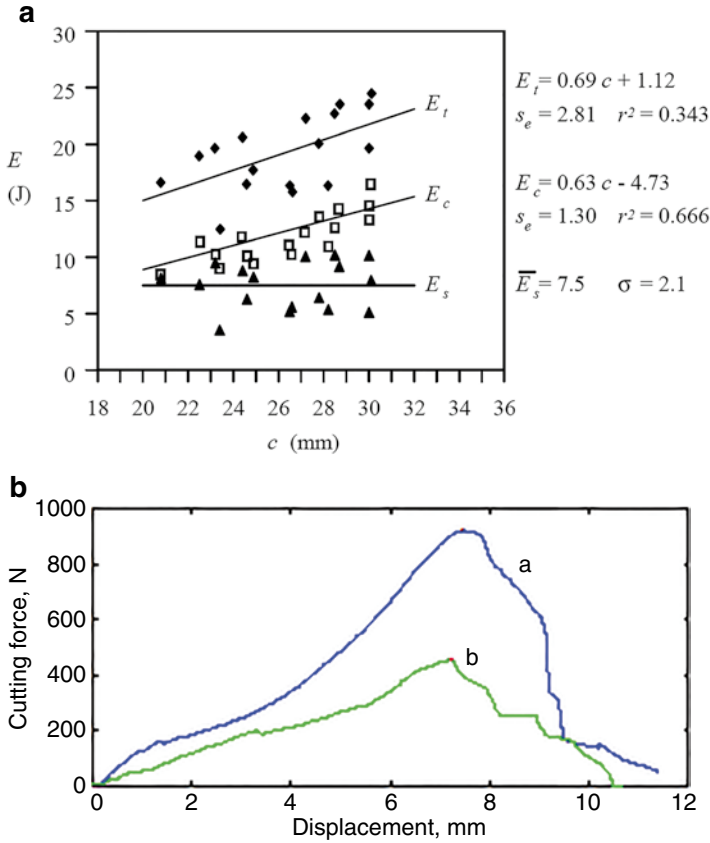 a
30
25
20
15
10
5
0
E
(J)
E_t
E_c
E_s
E_t= 0.69 c + 1.12
s_e = 2.81 r² = 0.343
E_c= 0.63 c - 4.73
s_e = 1.30 r² = 0.666
E̅_s= 7.5 σ = 2.1
18 20 22 24 26 28 30 32 34 36
c (mm)
b
1000
800
600
400
200
0
Cutting force, N
a
b
0 2 4 6 8 10 12
Displacement, mm